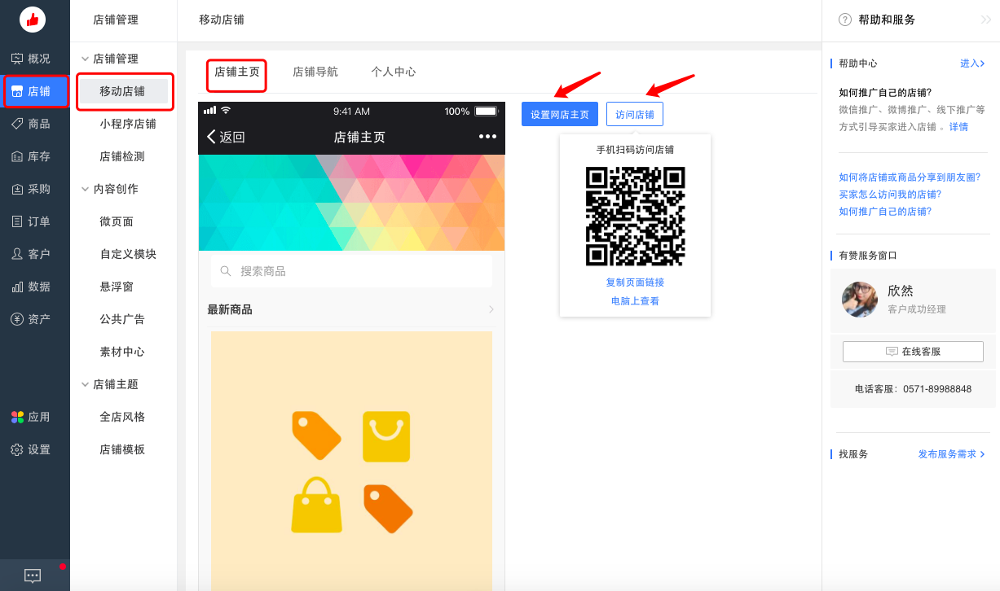 概况
店铺
商品
库存
采购
订单
客户
数据
资产
应用
设置
店铺管理
店铺管理
移动店铺
小程序店铺
店铺检测
内容创作
微页面
自定义模块
悬浮窗
公共广告
素材中心
店铺主题
全店风格
店铺模板
移动店铺
店铺主页
店铺导航
个人中心
9:41 AM
100%
返回
店铺主页
搜索商品
最新商品
设置网店主页
访问店铺
手机扫码访问店铺
复制页面链接
电脑上查看
帮助和服务
帮助中心
进入
如何推广自己的店铺?
微信推广、微博推广、线下推广等
方式引导买家进入店铺 。详情
如何将店铺或商品分享到朋友圈?
买家怎么访问我的店铺?
如何推广自己的店铺?
有赞服务窗口
欣然
客户成功经理
在线客服
电话客服：0571-89988848
找服务
发布服务需求